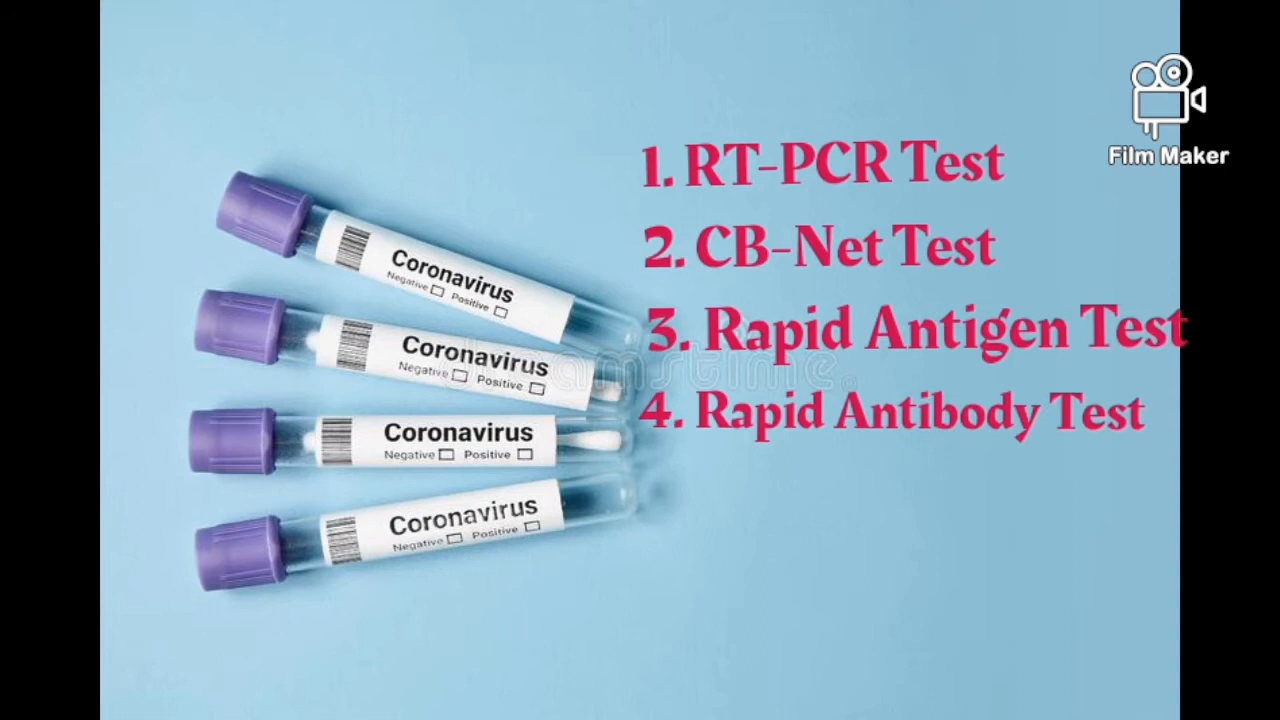 Film Maker
1. RT-PCR Test
2. CB-Net Test
3. Rapid Antigen Test
4. Rapid Antibody Test
Coronavirus
Negative Positive
Coronavirus
Negative Positive
Coronavirus
Negative Positive
Coronavirus
Negative Positive